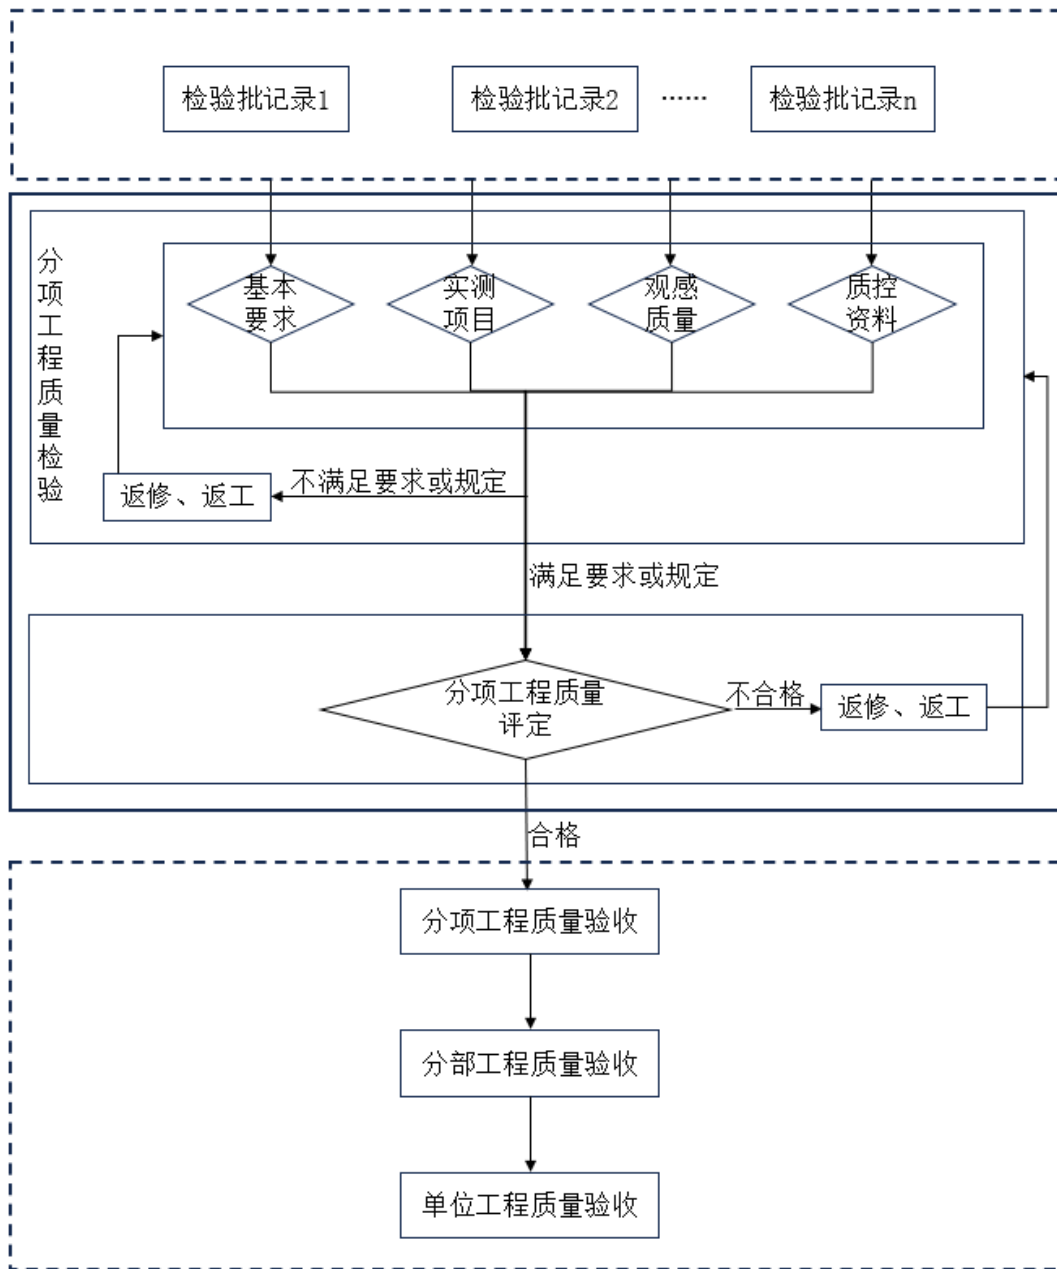 检验批记录1
检验批记录2
······
检验批记录n
分项工程质量检验
基本
要求
实测
项目
观感
质量
质控
资料
返修、返工
不满足要求或规定
满足要求或规定
分项工程质量
评定
不合格
返修、返工
合格
分项工程质量验收
分部工程质量验收
单位工程质量验收